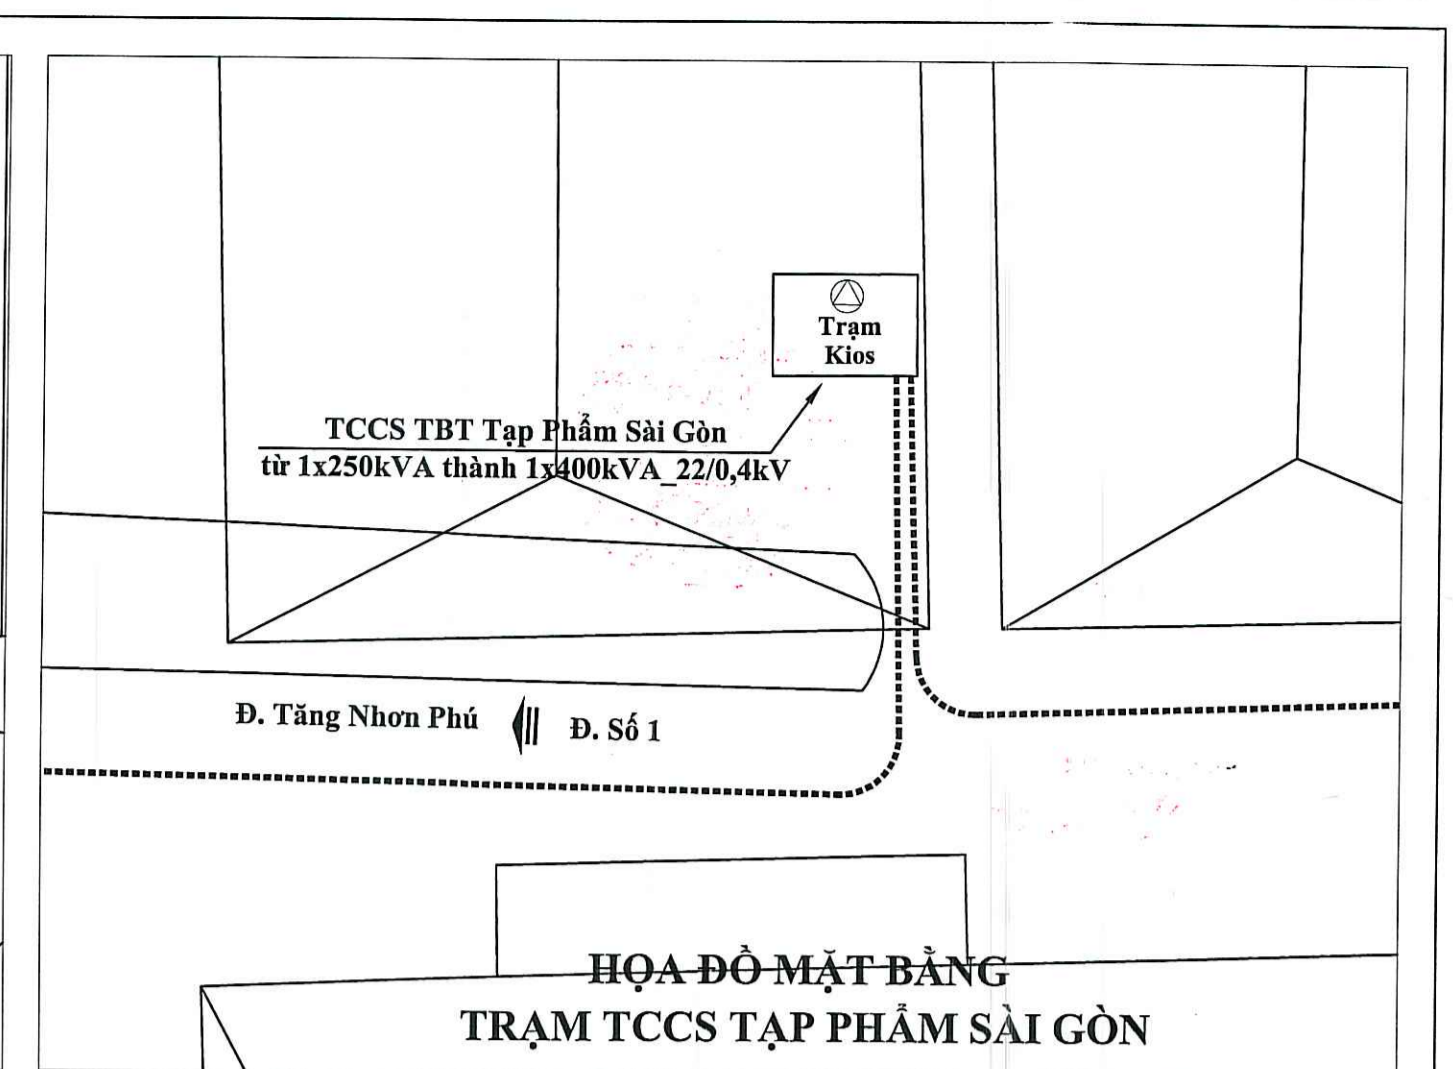 Trạm
Kios
TCCS TBT Tạp Phẩm Sài Gòn
từ 1x250kVA thành 1x400kVA_22/0,4kV
Đ. Tăng Nhơn Phú
Đ. Số 1
HỌA ĐỒ MẶT BẰNG
TRẠM TCCS TẠP PHẨM SÀI GÒN